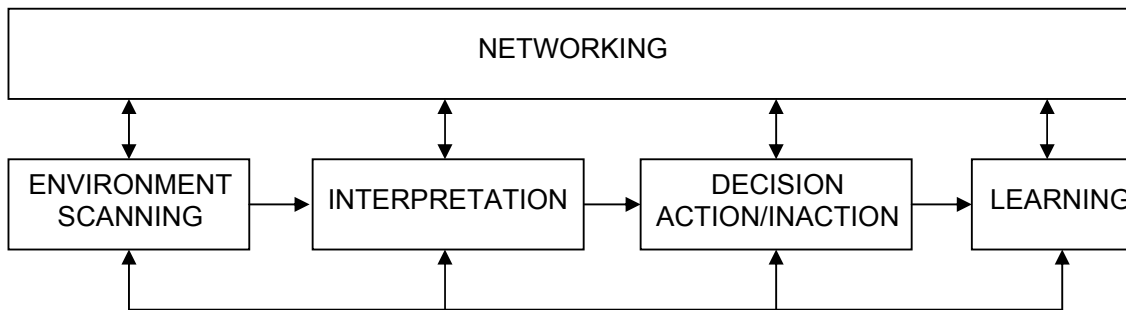 NETWORKING
ENVIRONMENT
SCANNING
INTERPRETATION
DECISION
ACTION/INACTION
LEARNING